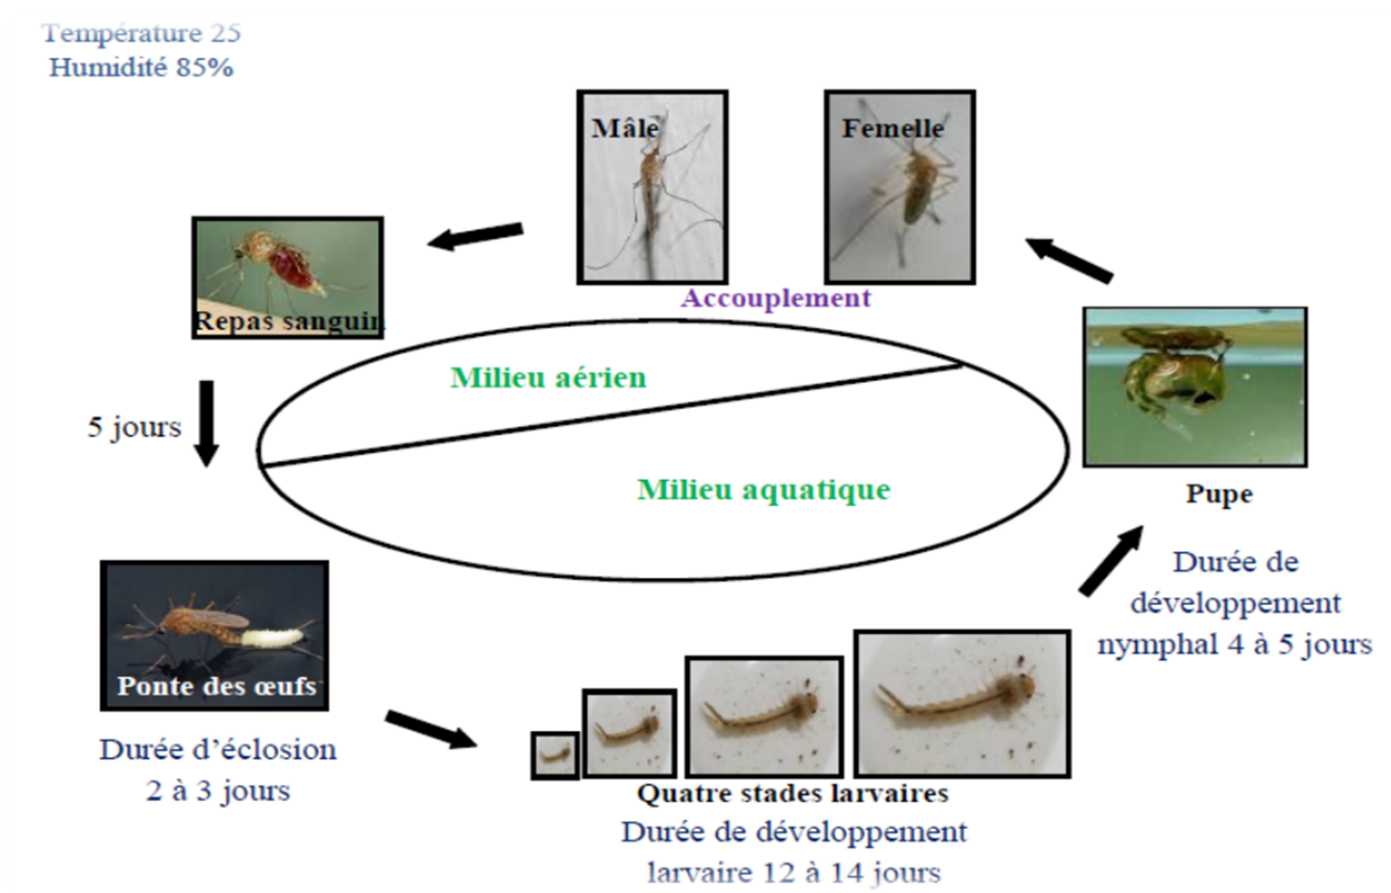 Température 25
Humidité 85%
Mâle
Femelle
Accouplement
Repas sanguin
Milieu aérien
5 jours
Milieu aquatique
Pupe
Durée de
développement
nymphal 4 à 5 jours
Ponte des œufs
Durée d’éclosion
2 à 3 jours
Quatre stades larvaires
Durée de développement
larvaire 12 à 14 jours